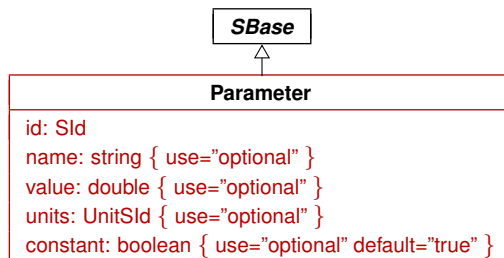 SBase
Parameter
id: SId
name: string { use="optional" }
value: double { use="optional" }
units: UnitSId { use="optional" }
constant: boolean { use="optional" default="true" }